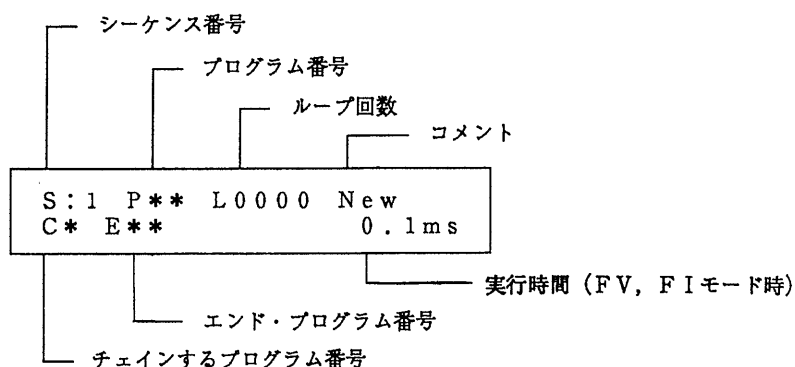 シーケンス番号
プログラム番号
ループ回数
コメント
S:1 P** L0000 New
C* E** 0.1ms
実行時間(FV,FIモード時)
エンド・プログラム番号
チェインするプログラム番号